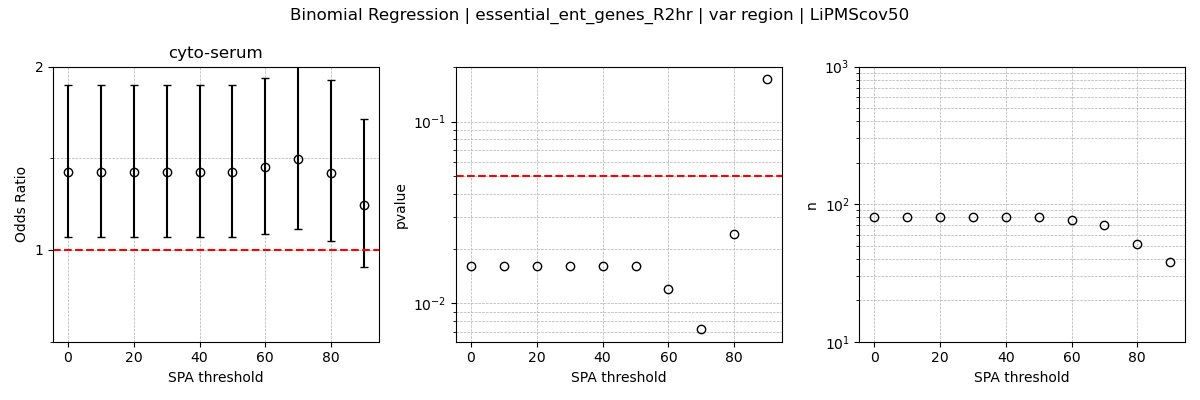 Binomial Regression | essential_ent_genes_R2hr | var region | LiPMScov50
cyto-serum
2
1
Odds Ratio
0 20 40 60 80
SPA threshold
10⁻¹
10⁻²
pvalue
0 20 40 60 80
SPA threshold
10³
10²
10¹
n
0 20 40 60 80
SPA threshold